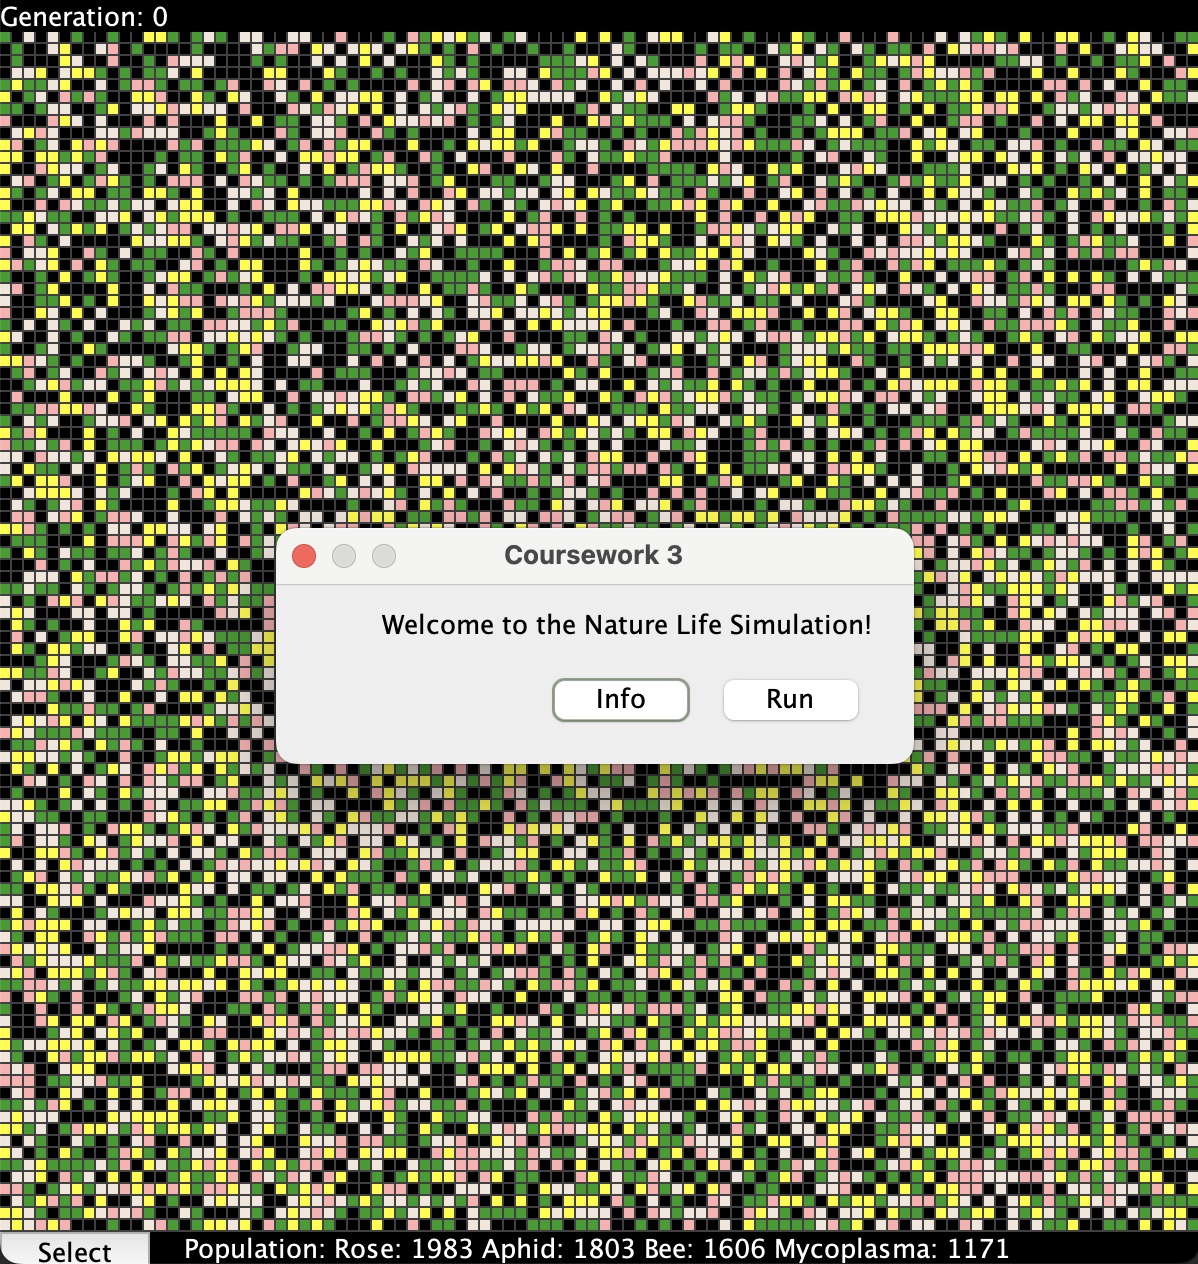 Generation: 0
Coursework 3
Welcome to the Nature Life Simulation!
Info Run
Select Population: Rose: 1983 Aphid: 1803 Bee: 1606 Mycoplasma: 1171